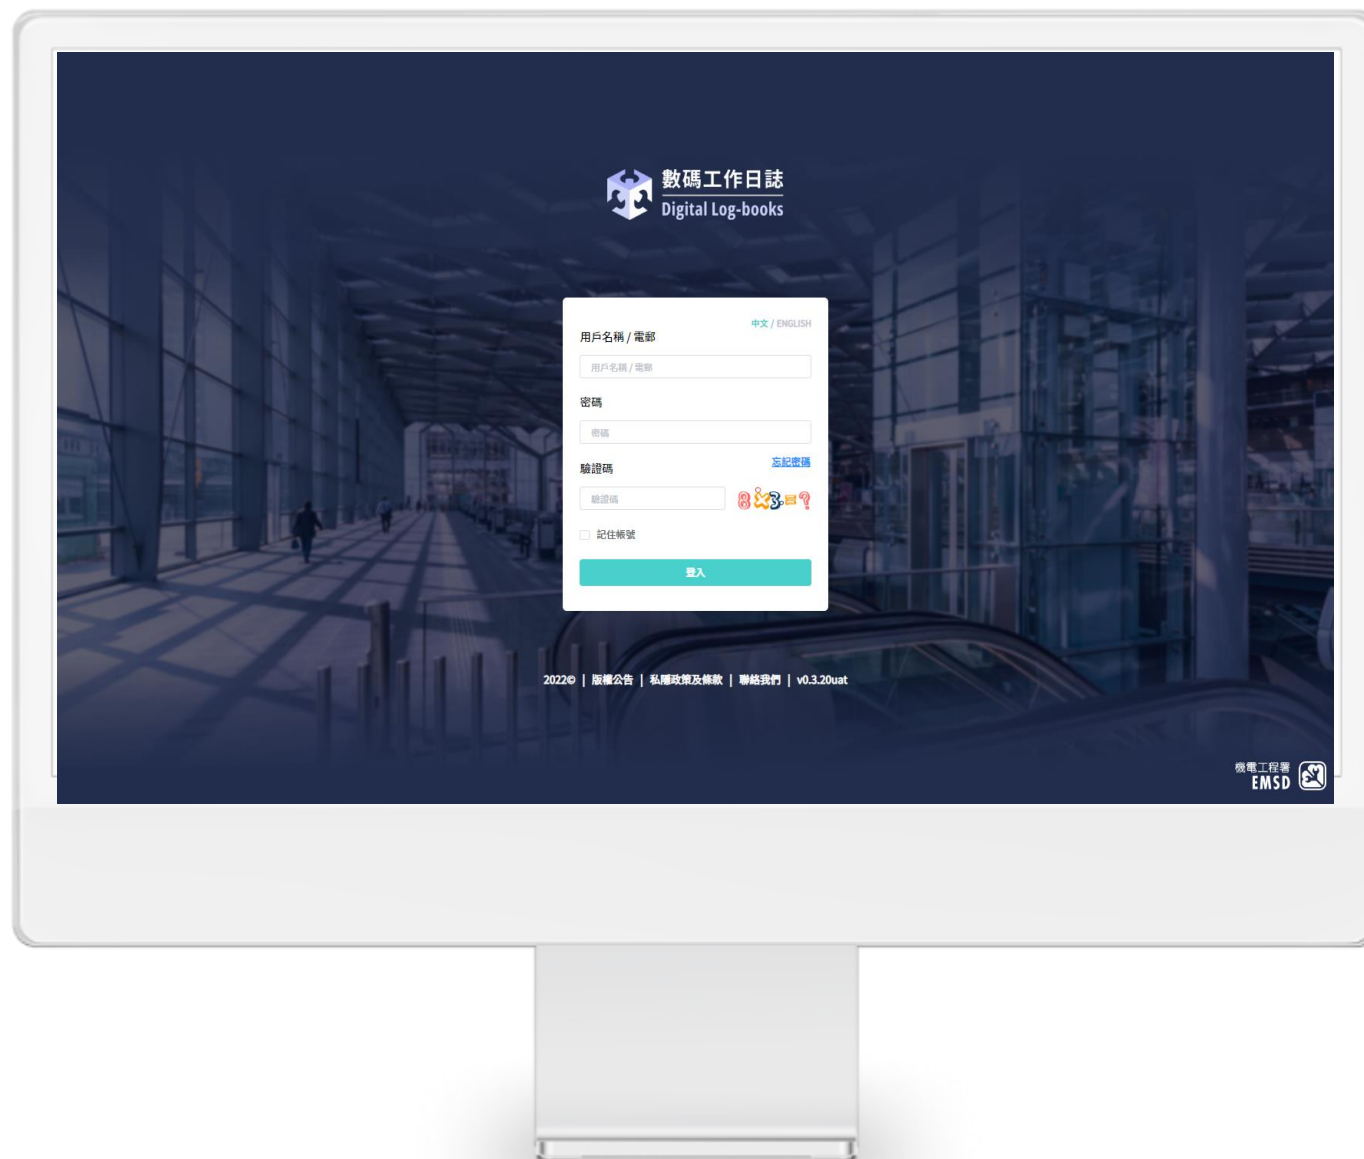 數碼工作日誌
Digital Log-books
中文 / ENGLISH
用戶名稱 / 電郵
用戶名稱 / 電郵
密碼
密碼
忘記密碼
驗證碼
驗證碼
8×3=?
記住帳號
登入
2022© | 版權公告 | 私隱政策及條款 | 聯絡我們 | v0.3.20uat
機電工程署
EMSD